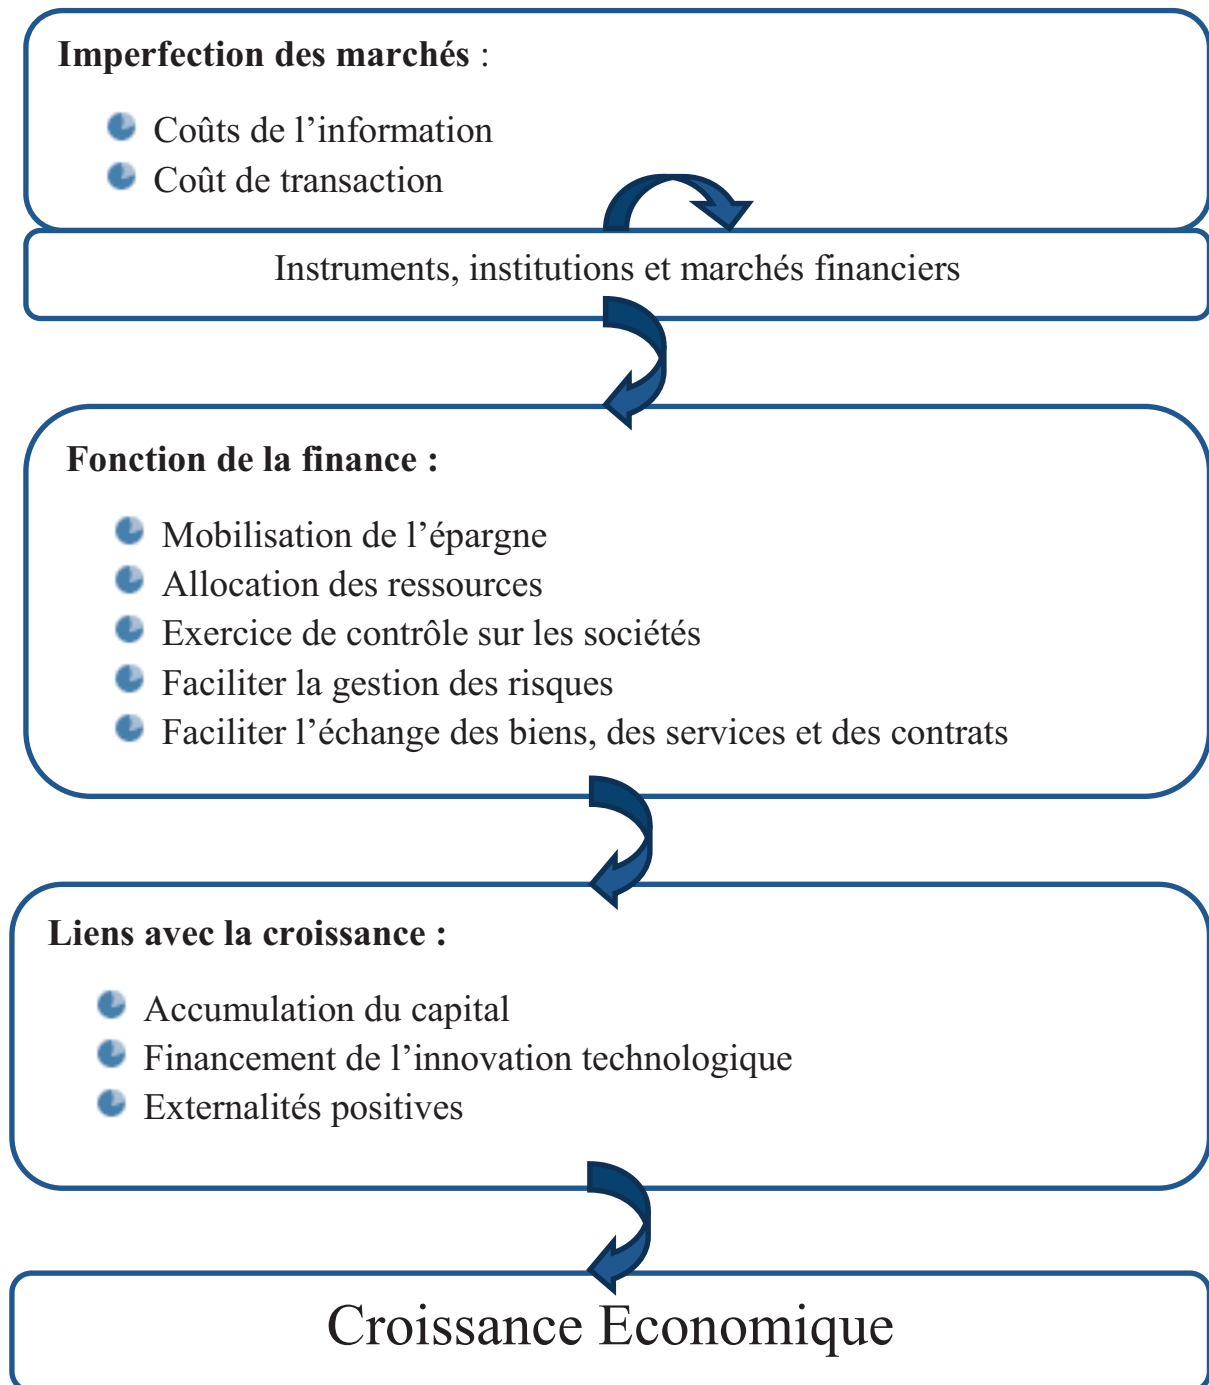 Imperfection des marchés :
Coûts de l’information
Coût de transaction
Instruments, institutions et marchés financiers
Fonction de la finance :
Mobilisation de l’épargne
Allocation des ressources
Exercice de contrôle sur les sociétés
Faciliter la gestion des risques
Faciliter l’échange des biens, des services et des contrats
Liens avec la croissance :
Accumulation du capital
Financement de l’innovation technologique
Externalités positives
Croissance Economique